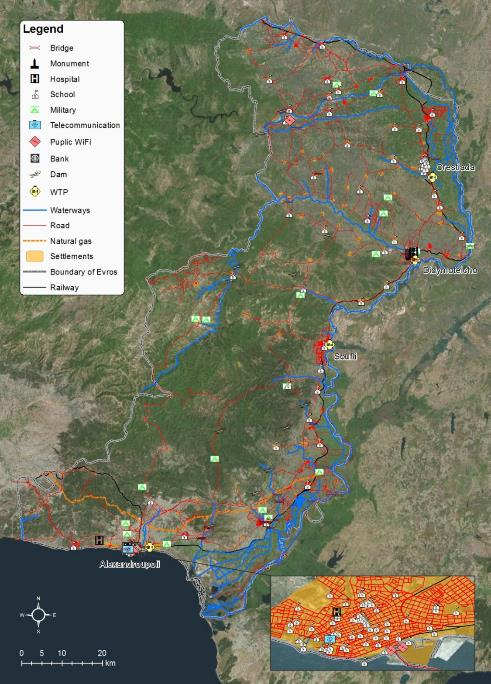 Legend
Bridge
Monument
Hospital
School
Military
Telecommunication
Puplic WiFi
Bank
Dam
WTP
Waterways
Road
Natural gas
Settlements
Boundary of Evros
Railway
Orestiada
Didymoteicho
Soufli
Alexandroupoli
N
W
E
S
0 5 10 20
km